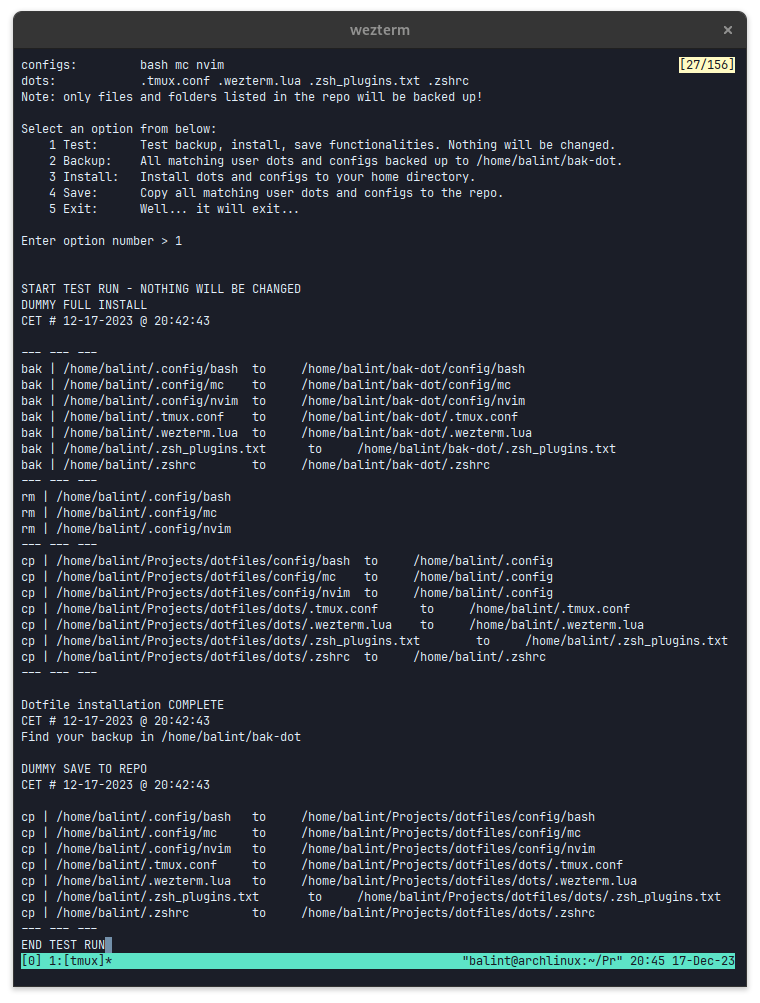 wezterm
×
configs:         bash mc nvim                                                                 [27/156]
dots:            .tmux.conf .wezterm.lua .zsh_plugins.txt .zshrc
Note: only files and folders listed in the repo will be backed up!
Select an option from below:
    1 Test:      Test backup, install, save functionalities. Nothing will be changed.
    2 Backup:    All matching user dots and configs backed up to /home/balint/bak-dot.
    3 Install:   Install dots and configs to your home directory.
    4 Save:      Copy all matching user dots and configs to the repo.
    5 Exit:      Well... it will exit...
Enter option number > 1
START TEST RUN - NOTHING WILL BE CHANGED
DUMMY FULL INSTALL
CET # 12-17-2023 @ 20:42:43
--- --- ---
bak | /home/balint/.config/bash  to     /home/balint/bak-dot/config/bash
bak | /home/balint/.config/mc    to     /home/balint/bak-dot/config/mc
bak | /home/balint/.config/nvim  to     /home/balint/bak-dot/config/nvim
bak | /home/balint/.tmux.conf    to     /home/balint/bak-dot/.tmux.conf
bak | /home/balint/.wezterm.lua  to     /home/balint/bak-dot/.wezterm.lua
bak | /home/balint/.zsh_plugins.txt      to     /home/balint/bak-dot/.zsh_plugins.txt
bak | /home/balint/.zshrc        to     /home/balint/bak-dot/.zshrc
--- --- ---
rm | /home/balint/.config/bash
rm | /home/balint/.config/mc
rm | /home/balint/.config/nvim
--- --- ---
cp | /home/balint/Projects/dotfiles/config/bash  to     /home/balint/.config
cp | /home/balint/Projects/dotfiles/config/mc    to     /home/balint/.config
cp | /home/balint/Projects/dotfiles/config/nvim  to     /home/balint/.config
cp | /home/balint/Projects/dotfiles/dots/.tmux.conf      to     /home/balint/.tmux.conf
cp | /home/balint/Projects/dotfiles/dots/.wezterm.lua    to     /home/balint/.wezterm.lua
cp | /home/balint/Projects/dotfiles/dots/.zsh_plugins.txt        to     /home/balint/.zsh_plugins.txt
cp | /home/balint/Projects/dotfiles/dots/.zshrc  to     /home/balint/.zshrc
--- --- ---
Dotfile installation COMPLETE
CET # 12-17-2023 @ 20:42:43
Find your backup in /home/balint/bak-dot
DUMMY SAVE TO REPO
CET # 12-17-2023 @ 20:42:43
cp | /home/balint/.config/bash   to     /home/balint/Projects/dotfiles/config/bash
cp | /home/balint/.config/mc     to     /home/balint/Projects/dotfiles/config/mc
cp | /home/balint/.config/nvim   to     /home/balint/Projects/dotfiles/config/nvim
cp | /home/balint/.tmux.conf     to     /home/balint/Projects/dotfiles/dots/.tmux.conf
cp | /home/balint/.wezterm.lua   to     /home/balint/Projects/dotfiles/dots/.wezterm.lua
cp | /home/balint/.zsh_plugins.txt       to     /home/balint/Projects/dotfiles/dots/.zsh_plugins.txt
cp | /home/balint/.zshrc         to     /home/balint/Projects/dotfiles/dots/.zshrc
--- --- ---
END TEST RUN
[0] 1:[tmux]*                                                  "balint@archlinux:~/Pr" 20:45 17-Dec-23